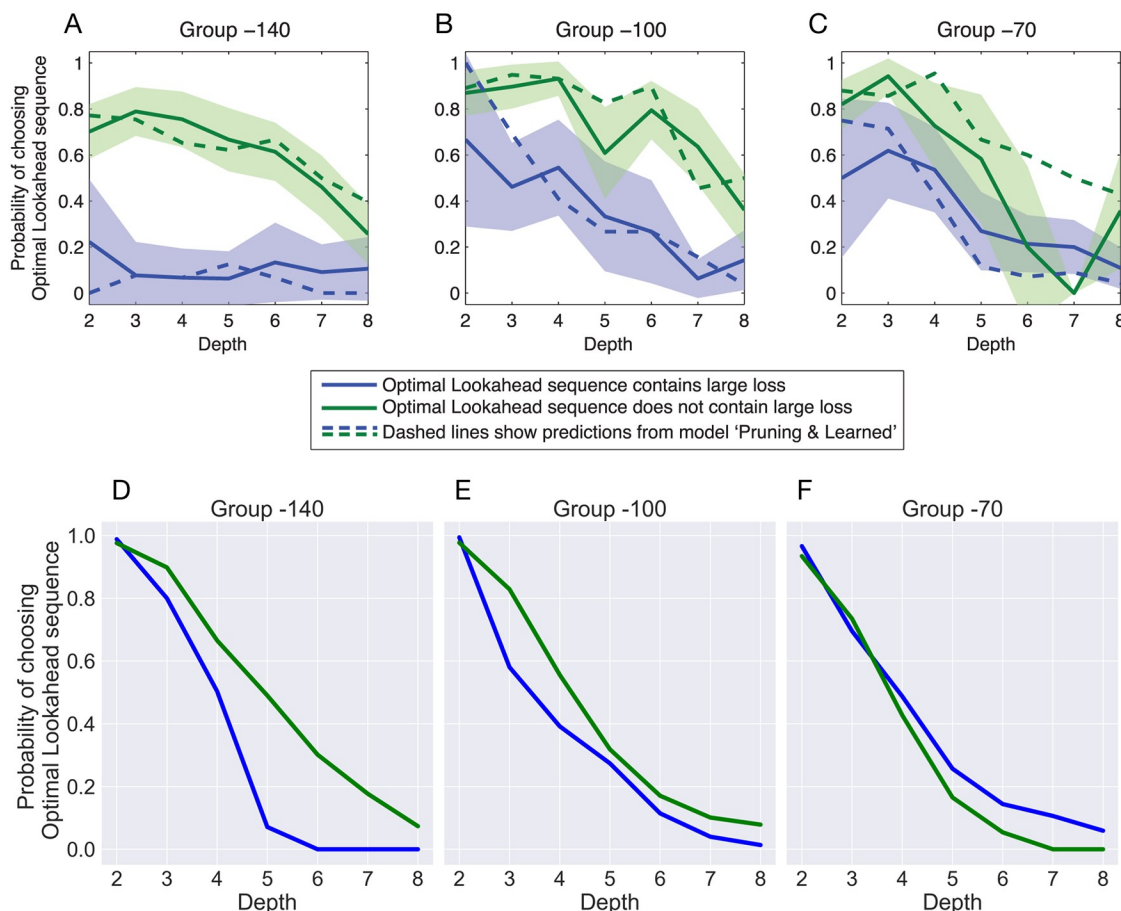 A
Group –140
B
Group –100
C
Group –70
Probability of choosing
Optimal Lookahead sequence
1
0.8
0.6
0.4
0.2
0
2 3 4 5 6 7 8
Depth
1
0.8
0.6
0.4
0.2
0
2 3 4 5 6 7 8
Depth
1
0.8
0.6
0.4
0.2
0
2 3 4 5 6 7 8
Depth
Optimal Lookahead sequence contains large loss
Optimal Lookahead sequence does not contain large loss
Dashed lines show predictions from model ‘Pruning & Learned’
D
Group -140
E
Group -100
F
Group -70
Probability of choosing
Optimal Lookahead sequence
1.0
0.8
0.6
0.4
0.2
0.0
2 3 4 5 6 7 8
Depth
2 3 4 5 6 7 8
Depth
2 3 4 5 6 7 8
Depth